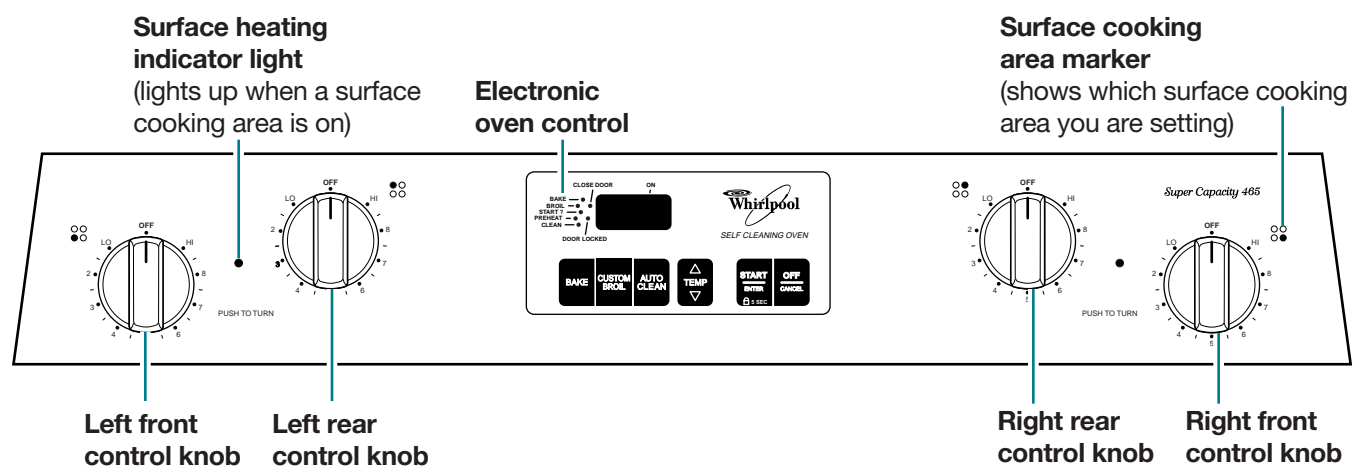 Surface heating
indicator light
(lights up when a surface
cooking area is on)
Electronic
oven control
Surface cooking
area marker
(shows which surface cooking
area you are setting)
OFF
LO
HI
2
8
3
7
4
6
PUSH TO TURN
OFF
LO
HI
2
8
3
7
4
6
CLOSE DOOR
ON
BAKE
BROIL
START ?
PREHEAT
CLEAN
DOOR LOCKED
Whirlpool
SELF CLEANING OVEN
BAKE
CUSTOM
BROIL
AUTO
CLEAN
TEMP
START
ENTER
5 SEC
OFF
CANCEL
OFF
LO
HI
2
8
3
7
4
5
6
PUSH TO TURN
Super Capacity 465
OFF
LO
HI
2
8
3
7
4
5
6
Left front
control knob
Left rear
control knob
Right rear
control knob
Right front
control knob